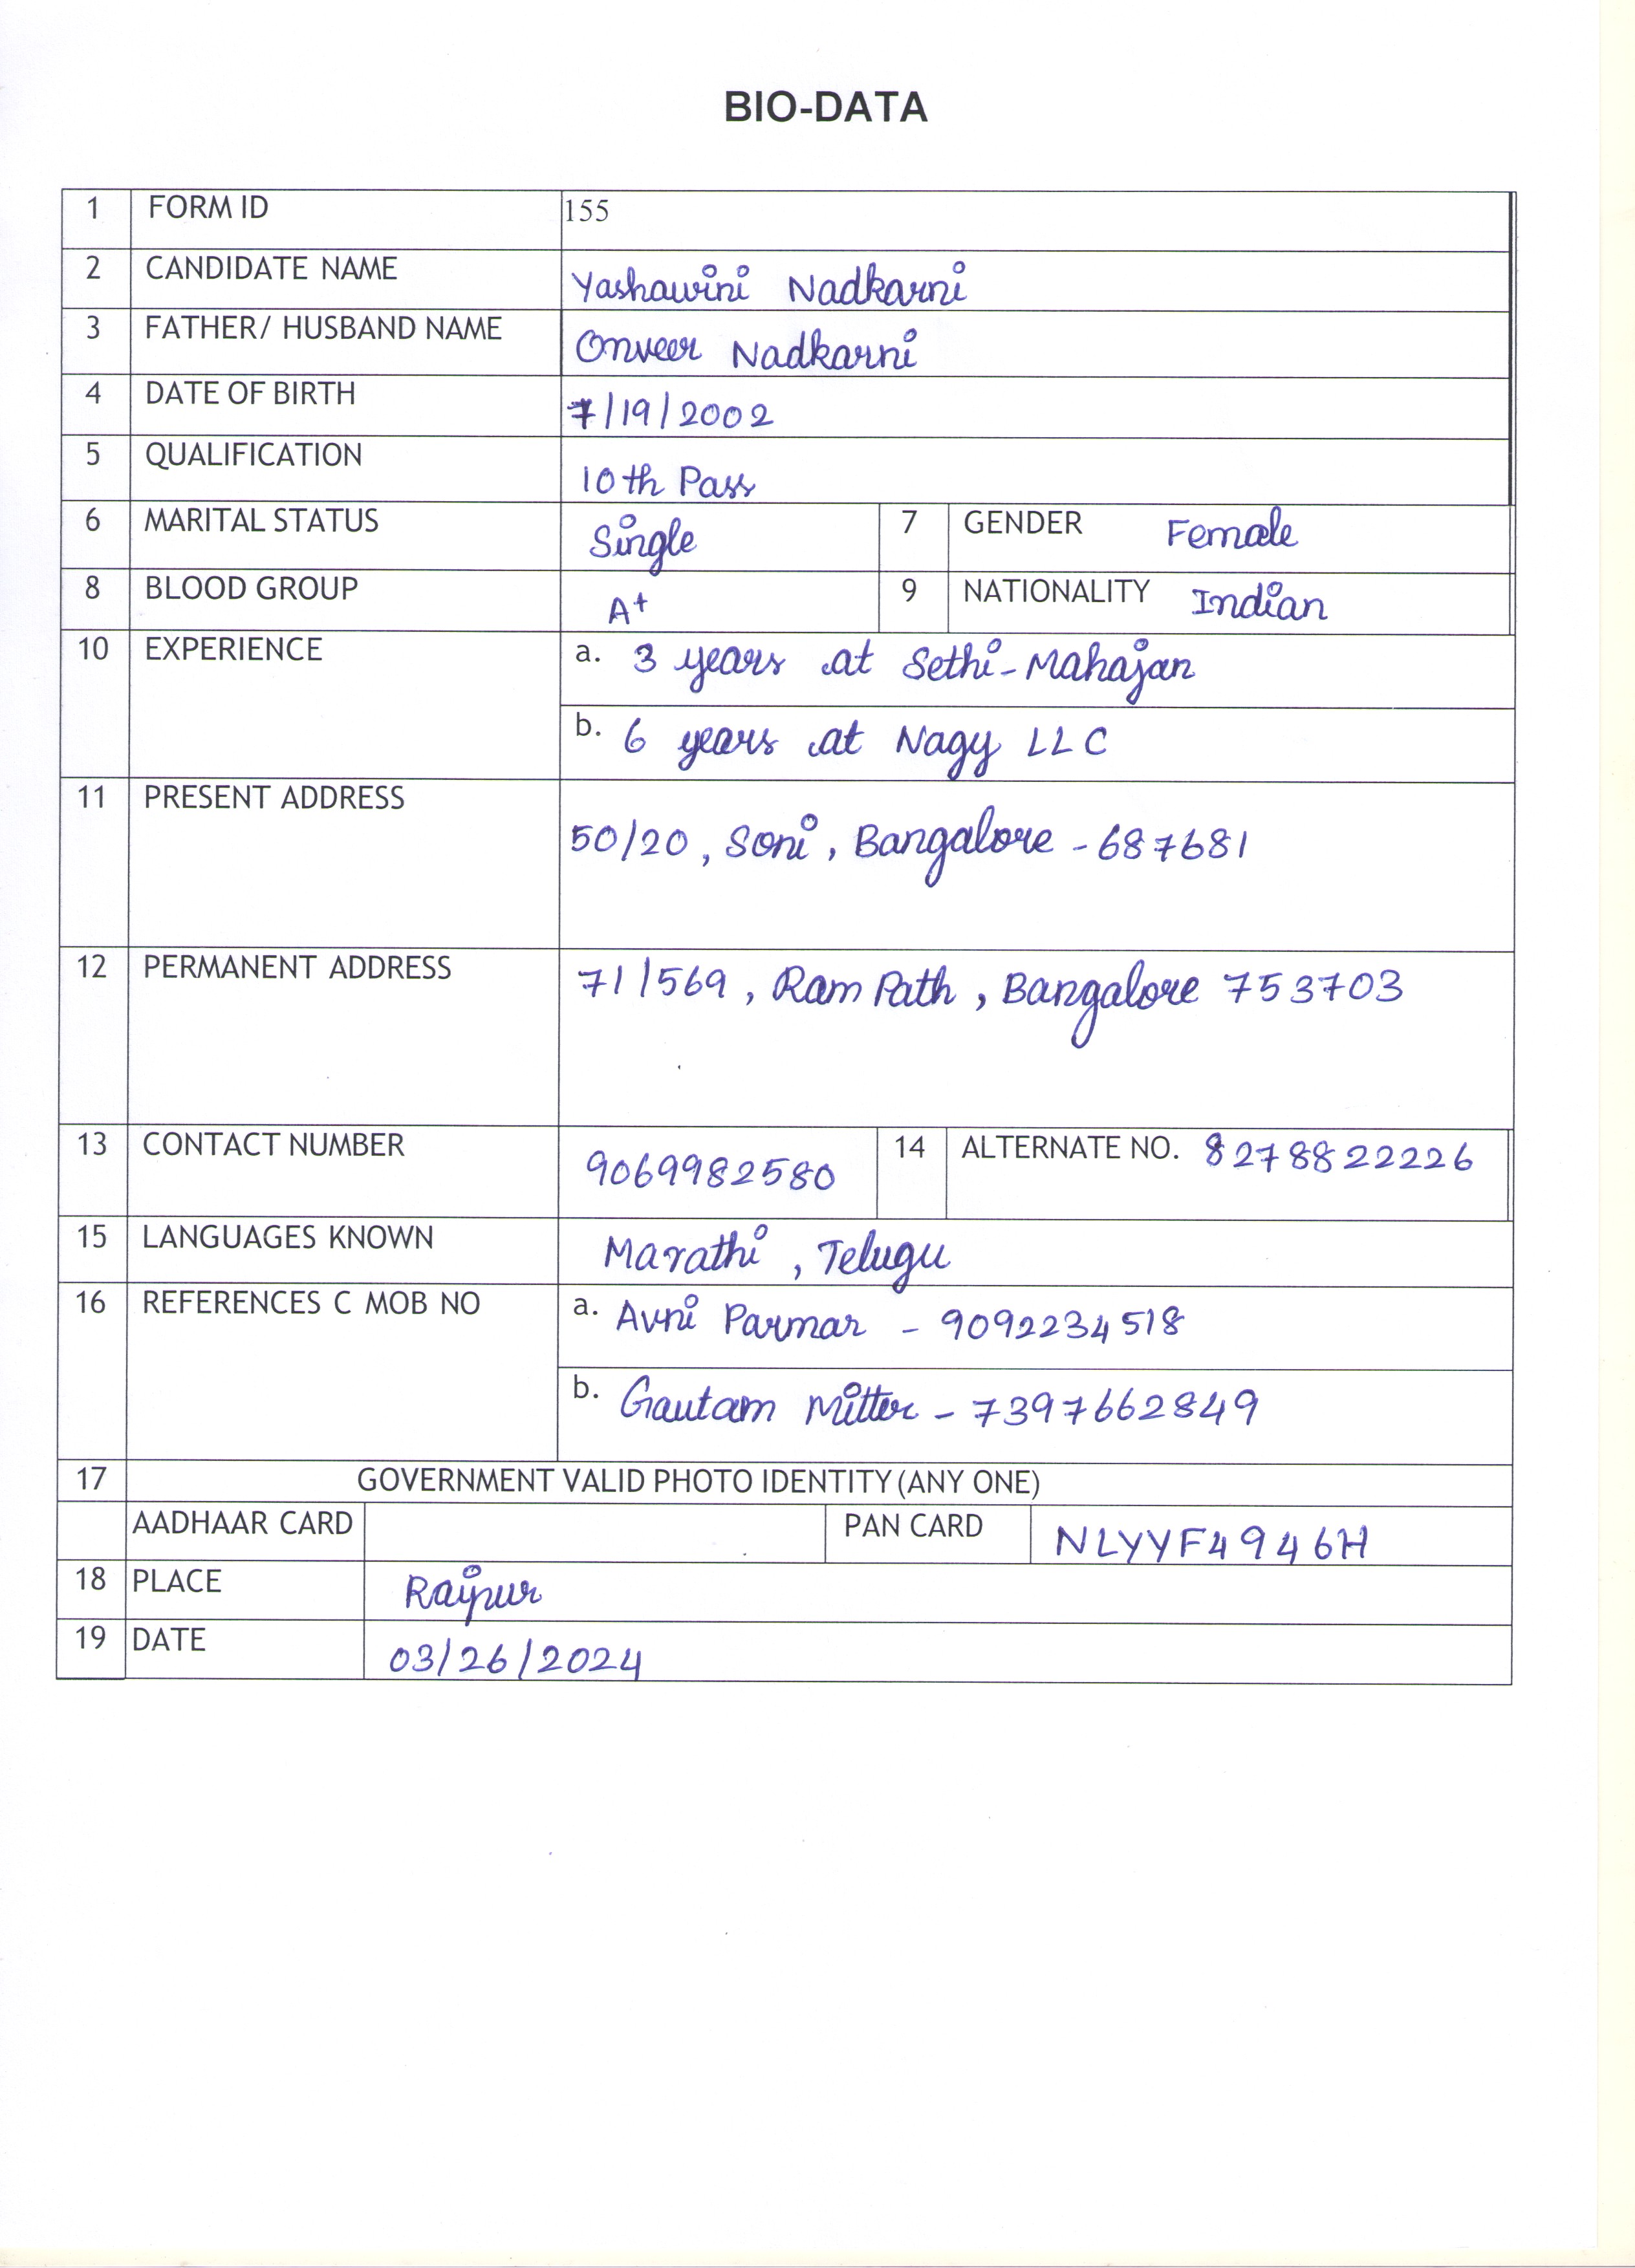 BIO-DATA
1 FORM ID 155
2 CANDIDATE NAME Yashawini Nadkarni
3 FATHER/ HUSBAND NAME Onveer Nadkarni
4 DATE OF BIRTH 7/19/2002
5 QUALIFICATION 10th Pass
6 MARITAL STATUS Single 7 GENDER Female
8 BLOOD GROUP A+ 9 NATIONALITY Indian
10 EXPERIENCE a. 3 years at Sethi-Mahajan
b. 6 years at Nagy LLC
11 PRESENT ADDRESS 50/20, Soni, Bangalore - 687681
12 PERMANENT ADDRESS 71/569, Ram Path, Bangalore 753703
13 CONTACT NUMBER 9069982580 14 ALTERNATE NO. 8278822226
15 LANGUAGES KNOWN Marathi, Telugu
16 REFERENCES C MOB NO a. Avni Parmar - 9092234518
b. Gautam Mitter - 7397662849
17 GOVERNMENT VALID PHOTO IDENTITY (ANY ONE)
AADHAAR CARD PAN CARD NLYYF4946H
18 PLACE Raipur
19 DATE 03/26/2024